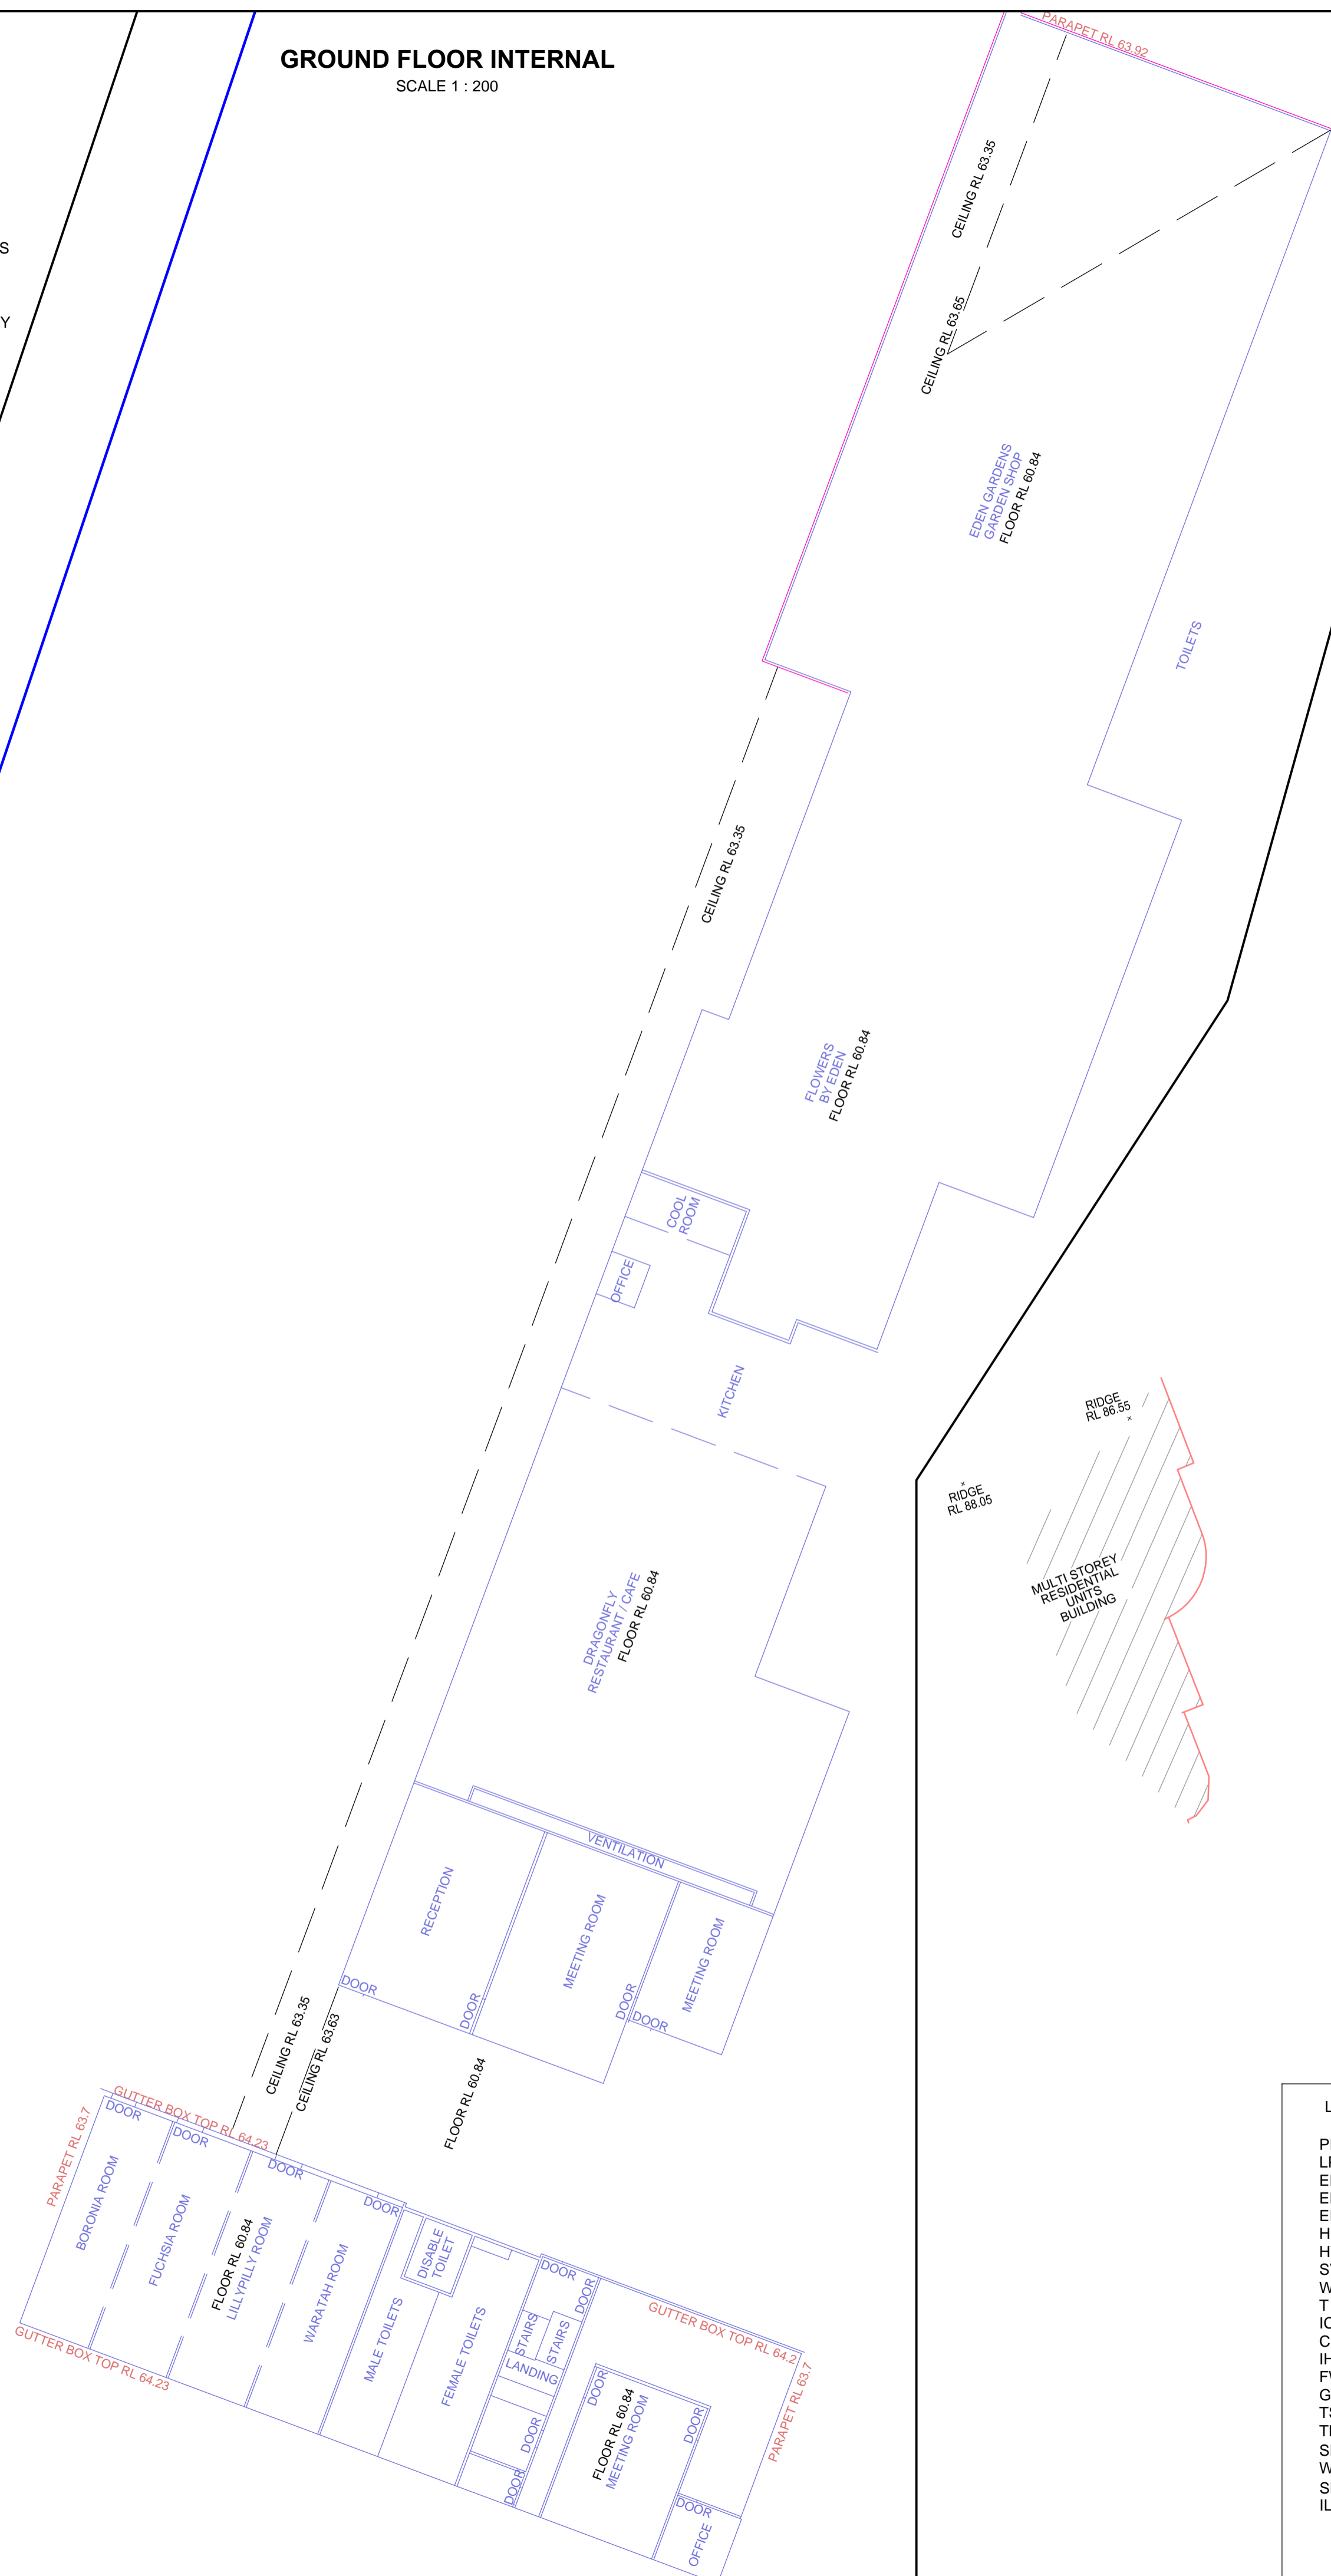 GROUND FLOOR INTERNAL
SCALE 1 : 200
PARAPET RL 63.92
S
Y
CEILING RL 63.35
CEILING RL 63.65
EDEN GARDENS
GARDEN SHOP
FLOOR RL 60.84
TOILETS
CEILING RL 63.35
FLOWERS
BY EDEN
FLOOR RL 60.84
COOL
ROOM
OFFICE
KITCHEN
RIDGE
RL 86.55
RIDGE
RL 88.05
MULTI STOREY
RESIDENTIAL
UNITS
BUILDING
DRAGONFLY
RESTAURANT / CAFE
FLOOR RL 60.84
VENTILATION
RECEPTION
MEETING ROOM
MEETING ROOM
DOOR
DOOR
DOOR
DOOR
CEILING RL 63.35
CEILING RL 63.63
FLOOR RL 60.84
GUTTER BOX TOP RL 64.23
PARAPET RL 63.7
DOOR
DOOR
DOOR
DOOR
BORONIA ROOM
FUCHSIA ROOM
FLOOR RL 60.84
LILLYPILLY ROOM
WARATAH ROOM
MALE TOILETS
DISABLE
TOILET
FEMALE TOILETS
DOOR
DOOR
STAIRS
STAIRS
LANDING
DOOR
DOOR
GUTTER BOX TOP RL 64.23
GUTTER BOX TOP RL 64.2
PARAPET RL 63.7
DOOR
FLOOR RL 60.84
MEETING ROOM
DOOR
DOOR
OFFICE
L